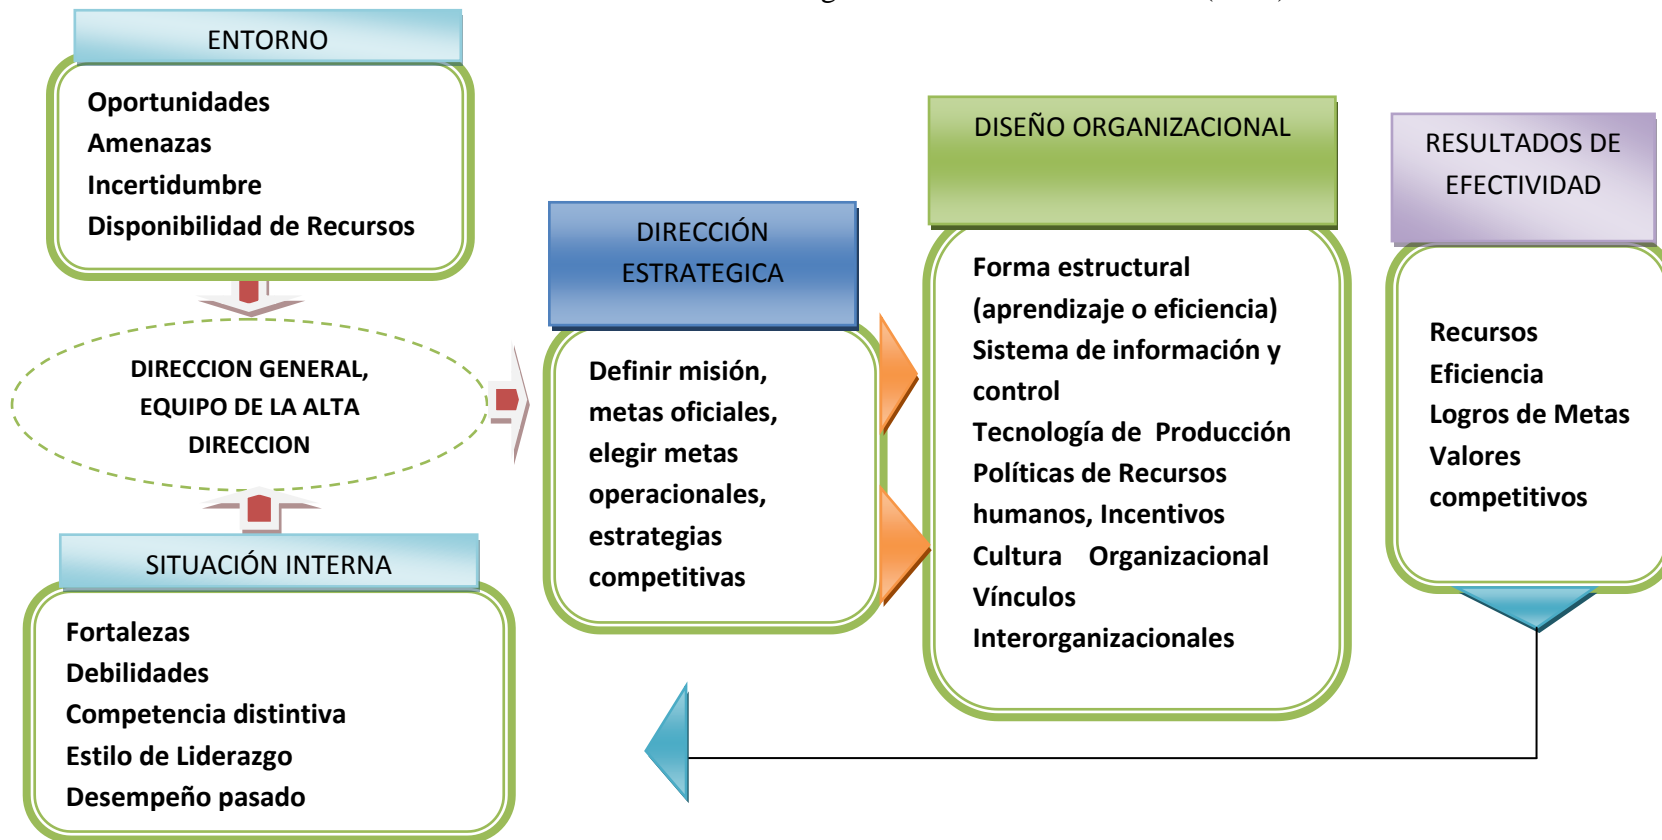 ENTORNO
Oportunidades
Amenazas
Incertidumbre
Disponibilidad de Recursos
DIRECCION GENERAL,
EQUIPO DE LA ALTA
DIRECCION
SITUACIÓN INTERNA
Fortalezas
Debilidades
Competencia distintiva
Estilo de Liderazgo
Desempeño pasado
DIRECCIÓN
ESTRATEGICA
Definir misión,
metas oficiales,
elegir metas
operacionales,
estrategias
competitivas
DISEÑO ORGANIZACIONAL
Forma estructural
(aprendizaje o eficiencia)
Sistema de información y
control
Tecnología de Producción
Políticas de Recursos
humanos, Incentivos
Cultura Organizacional
Vínculos
Interorganizacionales
RESULTADOS DE
EFECTIVIDAD
Recursos
Eficiencia
Logros de Metas
Valores
competitivos